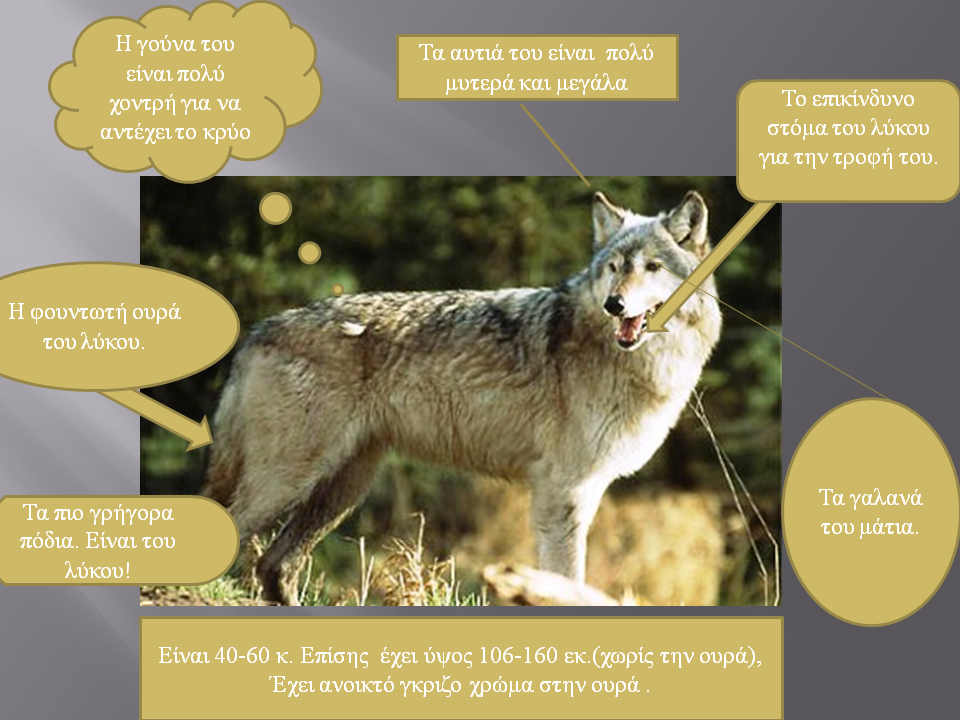 Η γούνα του
είναι πολύ
χοντρή για να
αντέχει το κρύο
Τα αυτιά του είναι  πολύ
μυτερά και μεγάλα
Το επικίνδυνο
στόμα του λύκου
για την τροφή του.
Η φουντωτή ουρά
του λύκου.
Τα γαλανά
του μάτια.
Τα πιο γρήγορα
πόδια. Είναι του
λύκου!
Είναι 40-60 κ. Επίσης  έχει ύψος 106-160 εκ.(χωρίς την ουρά),
Έχει ανοικτό γκριζο χρώμα στην ουρά .